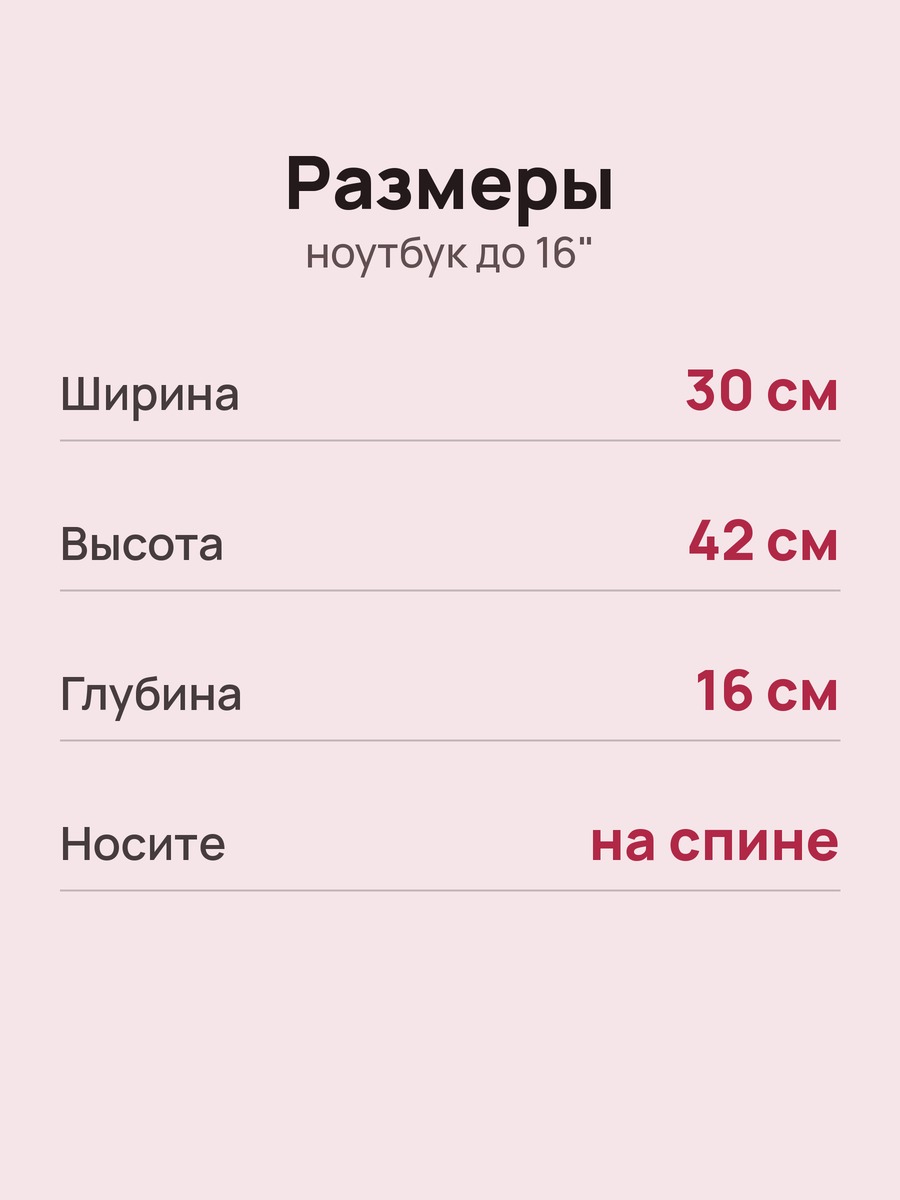 Размеры
ноутбук до 16"
Ширина 30 см
Высота 42 см
Глубина 16 см
Носите на спине